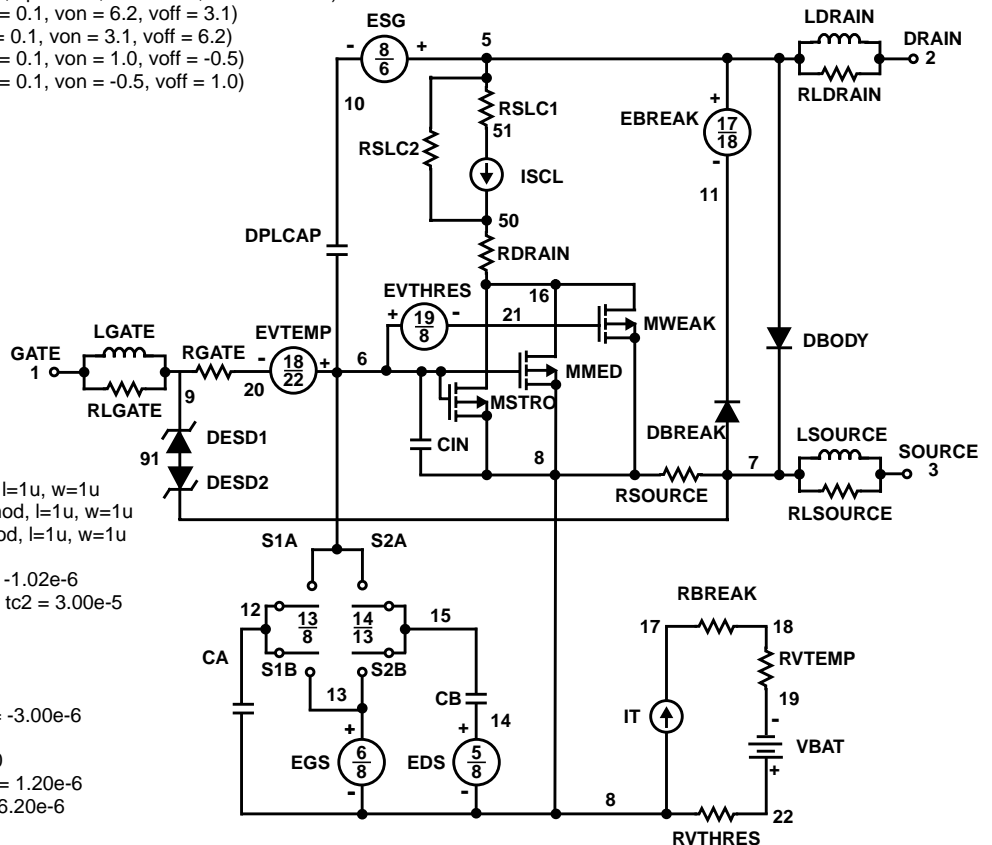 = 0.1, von = 6.2, voff = 3.1)
= 0.1, von = 3.1, voff = 6.2)
= 0.1, von = 1.0, voff = -0.5)
= 0.1, von = -0.5, voff = 1.0)
ESG
- 8/6 +
5
LDRAIN
DRAIN
2
RLDRAIN
10
RSLC1
51
RSLC2
ISCL
50
EBREAK
+
17/18
-
11
DPLCAP
RDRAIN
EVTHRES
+ 19/8 -
21
16
MWEAK
LGATE
GATE
1
RLGATE
9
RGATE
20
EVTEMP
- 18/22 +
6
MMED
MSTRO
DBODY
DESD1
91
DESD2
CIN
8
DBREAK
RSOURCE
7
LSOURCE
SOURCE
3
RLSOURCE
l=1u, w=1u
od, l=1u, w=1u
od, l=1u, w=1u
-1.02e-6
tc2 = 3.00e-5
= -3.00e-6
= 1.20e-6
6.20e-6
S1A
S2A
12
13/8
14/13
15
CA
S1B
S2B
13
CB
14
+
EGS
6/8
-
+
EDS
5/8
-
8
RBREAK
17
18
RVTEMP
19
IT
-
VBAT
+
22
RVTHRES